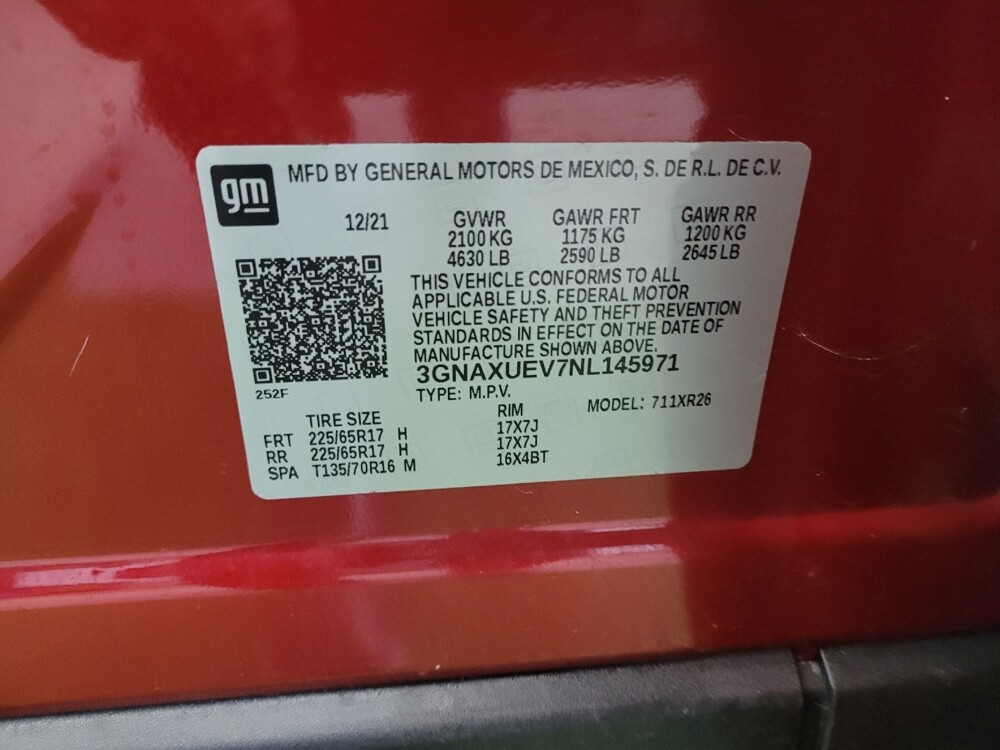 gm MFD BY GENERAL MOTORS DE MEXICO, S. DE R.L. DE C.V.
12/21 GVWR GAWR FRT GAWR RR
2100 KG 1175 KG 1200 KG
4630 LB 2590 LB 2645 LB
THIS VEHICLE CONFORMS TO ALL
APPLICABLE U.S. FEDERAL MOTOR
VEHICLE SAFETY AND THEFT PREVENTION
STANDARDS IN EFFECT ON THE DATE OF
MANUFACTURE SHOWN ABOVE.
3GNAXUEV7NL145971
252F TYPE: M.P.V. MODEL: 711XR26
TIRE SIZE RIM
FRT 225/65R17 H 17X7J
RR 225/65R17 H 17X7J
SPA T135/70R16 M 16X4BT